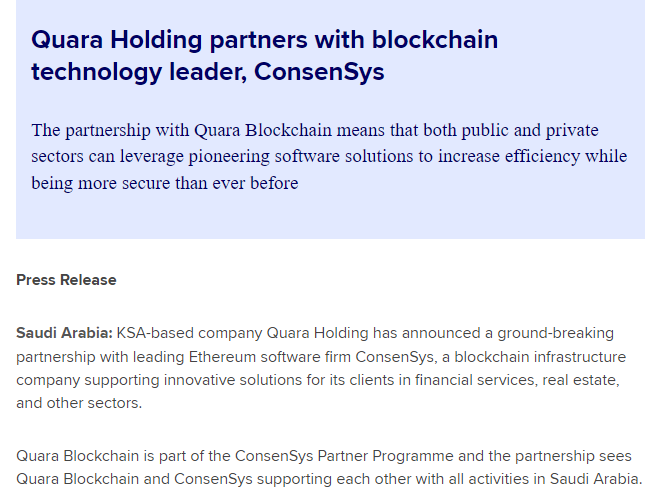 Quara Holding partners with blockchain
technology leader, ConsenSys
The partnership with Quara Blockchain means that both public and private
sectors can leverage pioneering software solutions to increase efficiency while
being more secure than ever before
Press Release
Saudi Arabia: KSA-based company Quara Holding has announced a ground-breaking
partnership with leading Ethereum software firm ConsenSys, a blockchain infrastructure
company supporting innovative solutions for its clients in financial services, real estate,
and other sectors.
Quara Blockchain is part of the ConsenSys Partner Programme and the partnership sees
Quara Blockchain and ConsenSys supporting each other with all activities in Saudi Arabia.